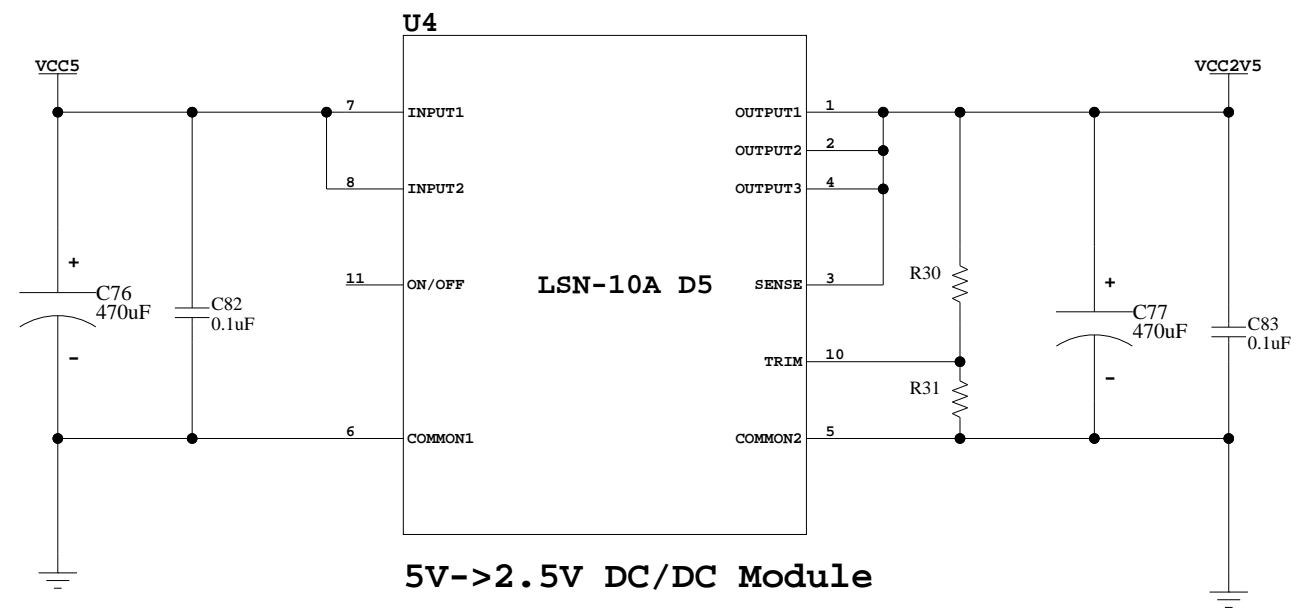 U4
VCC5
VCC2V5
7
INPUT1
OUTPUT1
1
OUTPUT2
2
8
INPUT2
OUTPUT3
4
+
C76
470uF
-
C82
0.1uF
11
ON/OFF
LSN-10A D5
SENSE
3
R30
+
C77
470uF
-
C83
0.1uF
TRIM
10
R31
6
COMMON1
COMMON2
5
5V->2.5V DC/DC Module